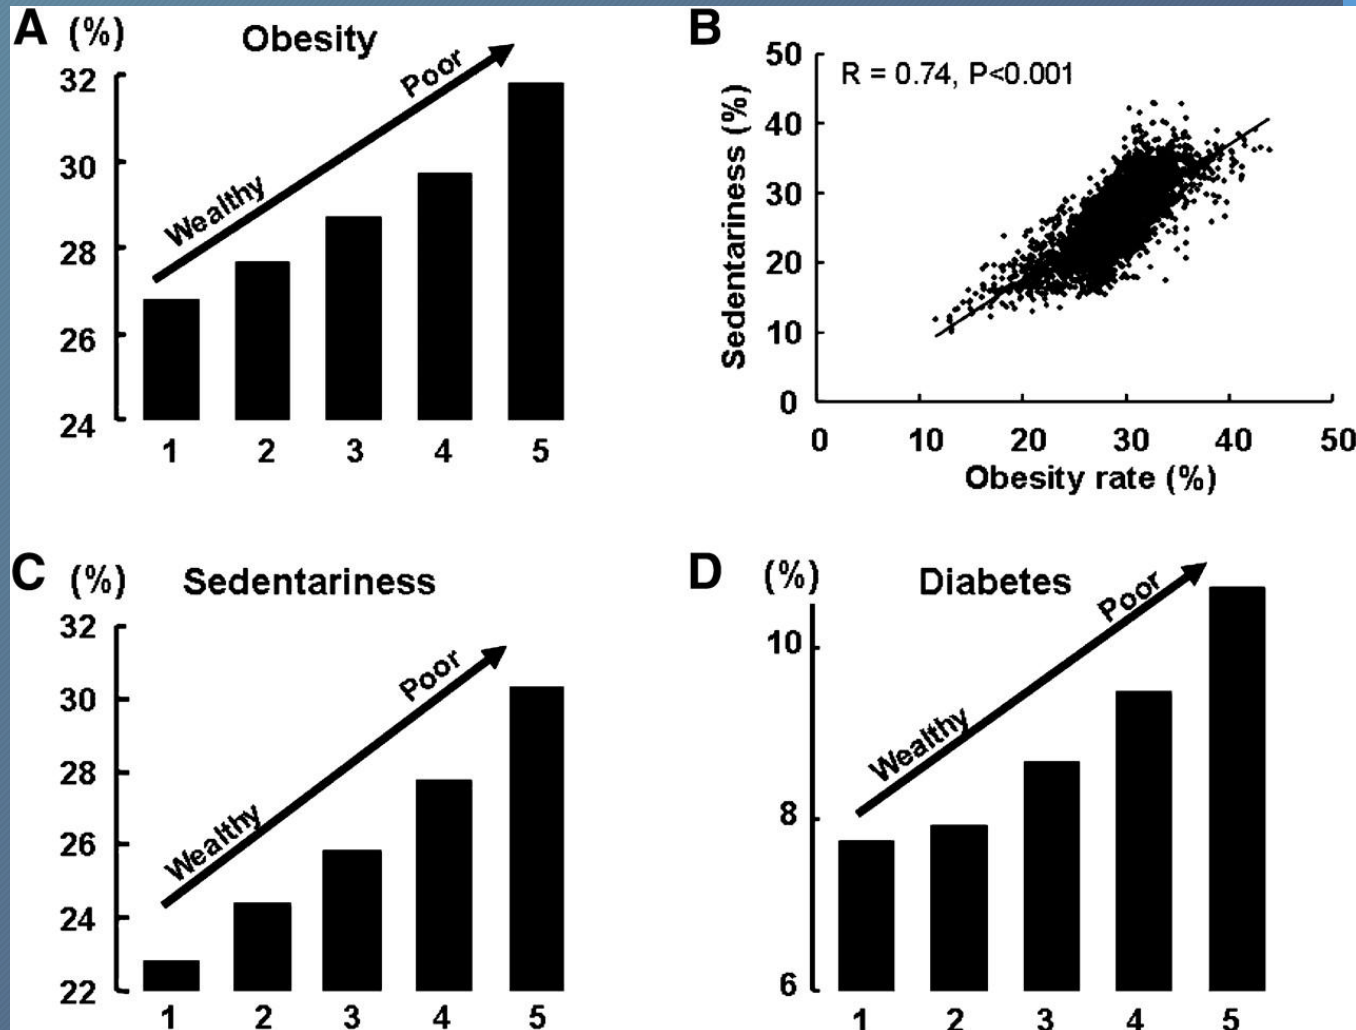 A (%) Obesity
32
30
28
26
24
Wealthy
Poor
1 2 3 4 5
B
R = 0.74, P<0.001
Sedentariness (%)
50
40
30
20
10
0
0 10 20 30 40 50
Obesity rate (%)
C (%) Sedentariness
32
30
28
26
24
22
Wealthy
Poor
1 2 3 4 5
D (%) Diabetes
10
8
6
Wealthy
Poor
1 2 3 4 5